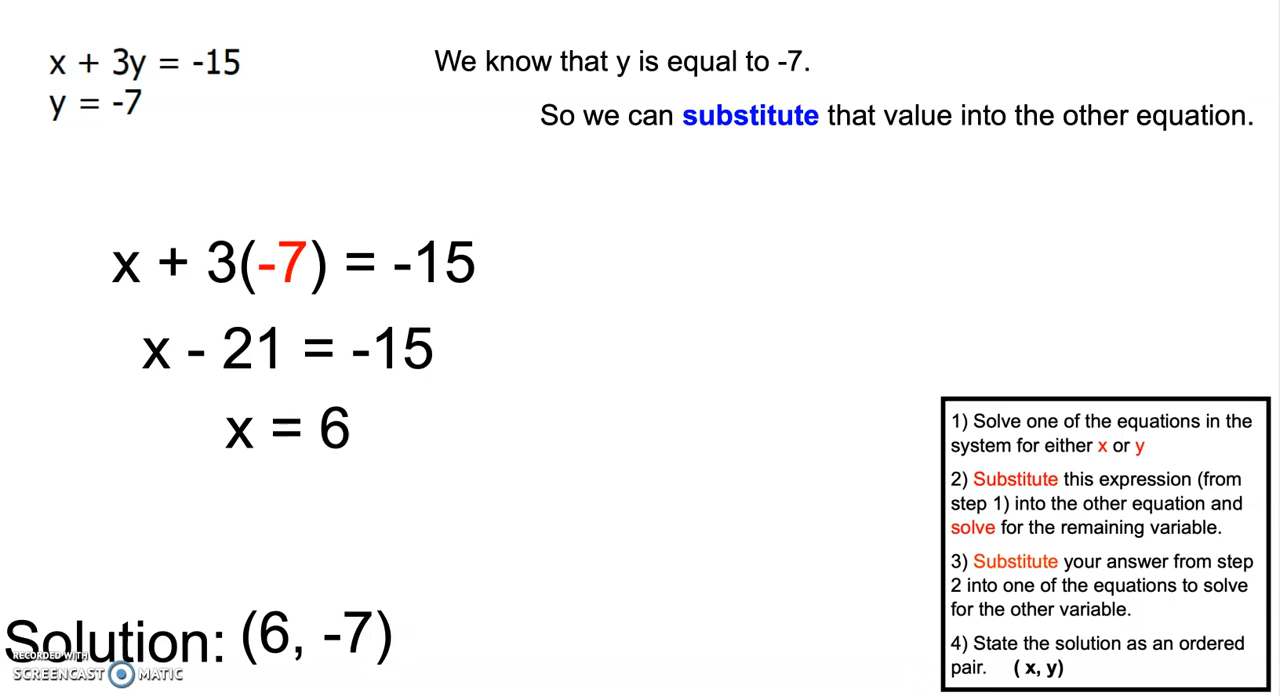 x + 3y = -15
y = -7
We know that y is equal to -7.
So we can substitute that value into the other equation.
x + 3(-7) = -15
x - 21 = -15
x = 6
Solution: (6, -7)
RECORDED WITH
SCREENCAST MATIC
1) Solve one of the equations in the
system for either x or y
2) Substitute this expression (from
step 1) into the other equation and
solve for the remaining variable.
3) Substitute your answer from step
2 into one of the equations to solve
for the other variable.
4) State the solution as an ordered
pair. ( x, y)